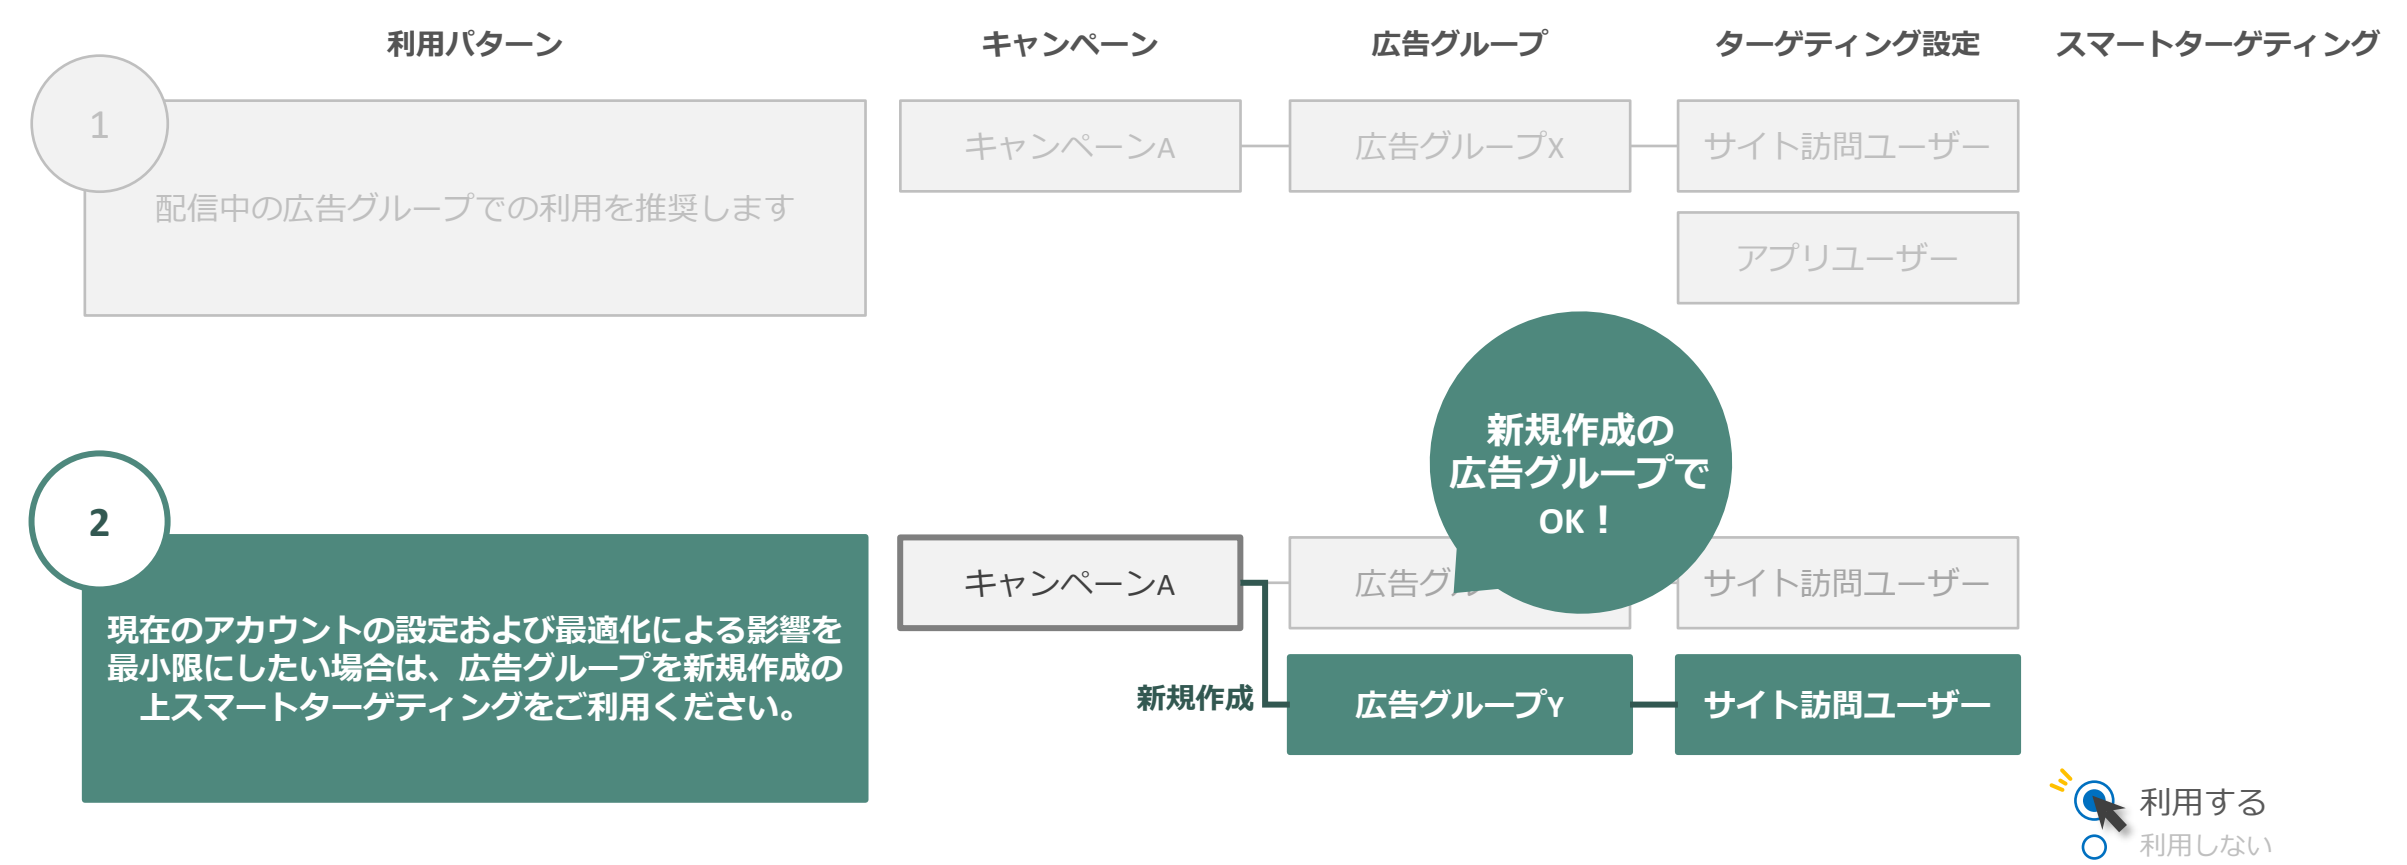 利用パターン
キャンペーン
広告グループ
ターゲティング設定
スマートターゲティング
1
配信中の広告グループでの利用を推奨します
キャンペーンA
広告グループX
サイト訪問ユーザー
アプリユーザー
新規作成の
広告グループで
OK！
2
現在のアカウントの設定および最適化による影響を
最小限にしたい場合は、広告グループを新規作成の
上スマートターゲティングをご利用ください。
キャンペーンA
広告グ
サイト訪問ユーザー
新規作成
広告グループY
サイト訪問ユーザー
利用する
利用しない